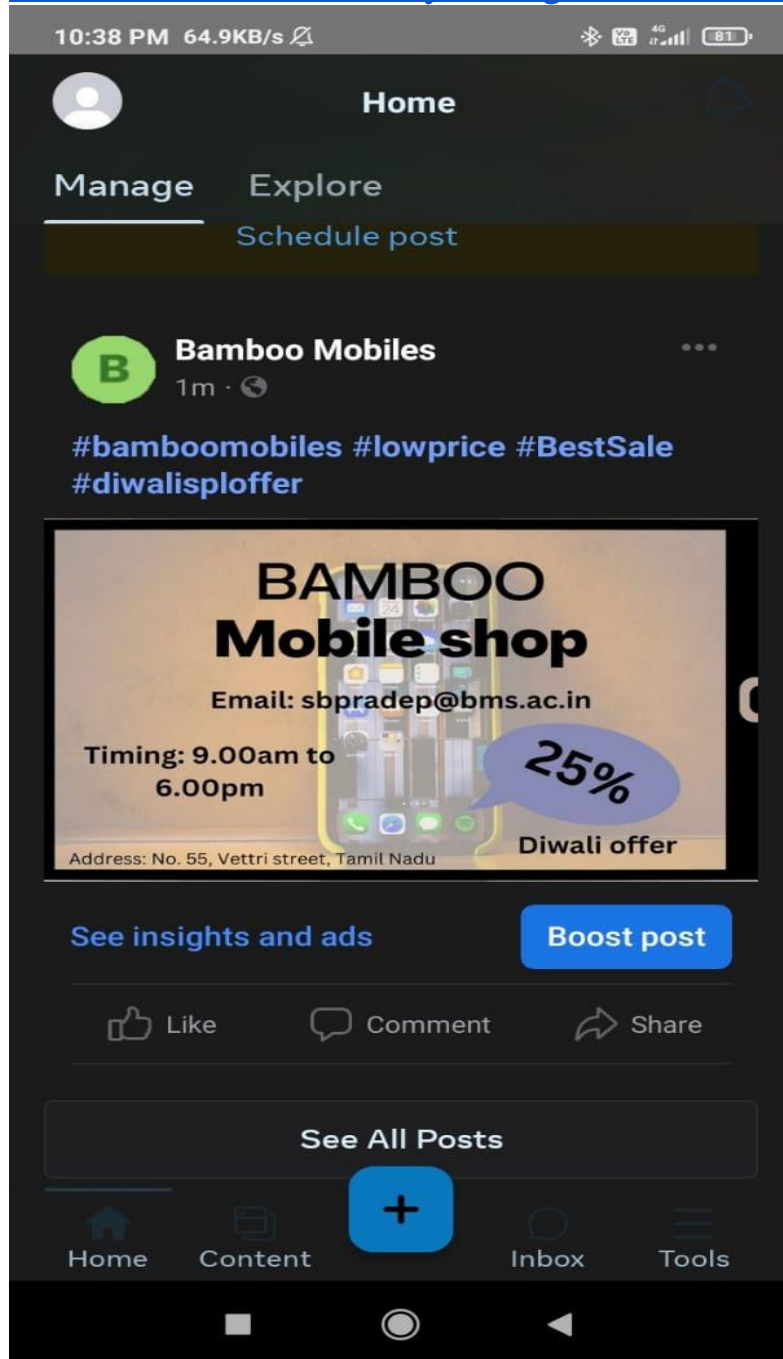 10:38 PM 64.9KB/s
Vo LTE 4G 81
Home
Manage Explore
Schedule post
B Bamboo Mobiles
1m ·
#bamboomobiles #lowprice #BestSale
#diwalisploffer
BAMBOO
Mobile shop
Email: sbpradep@bms.ac.in
Timing: 9.00am to
6.00pm
25%
Diwali offer
Address: No. 55, Vettri street, Tamil Nadu
See insights and ads Boost post
Like Comment Share
See All Posts
Home Content Inbox Tools